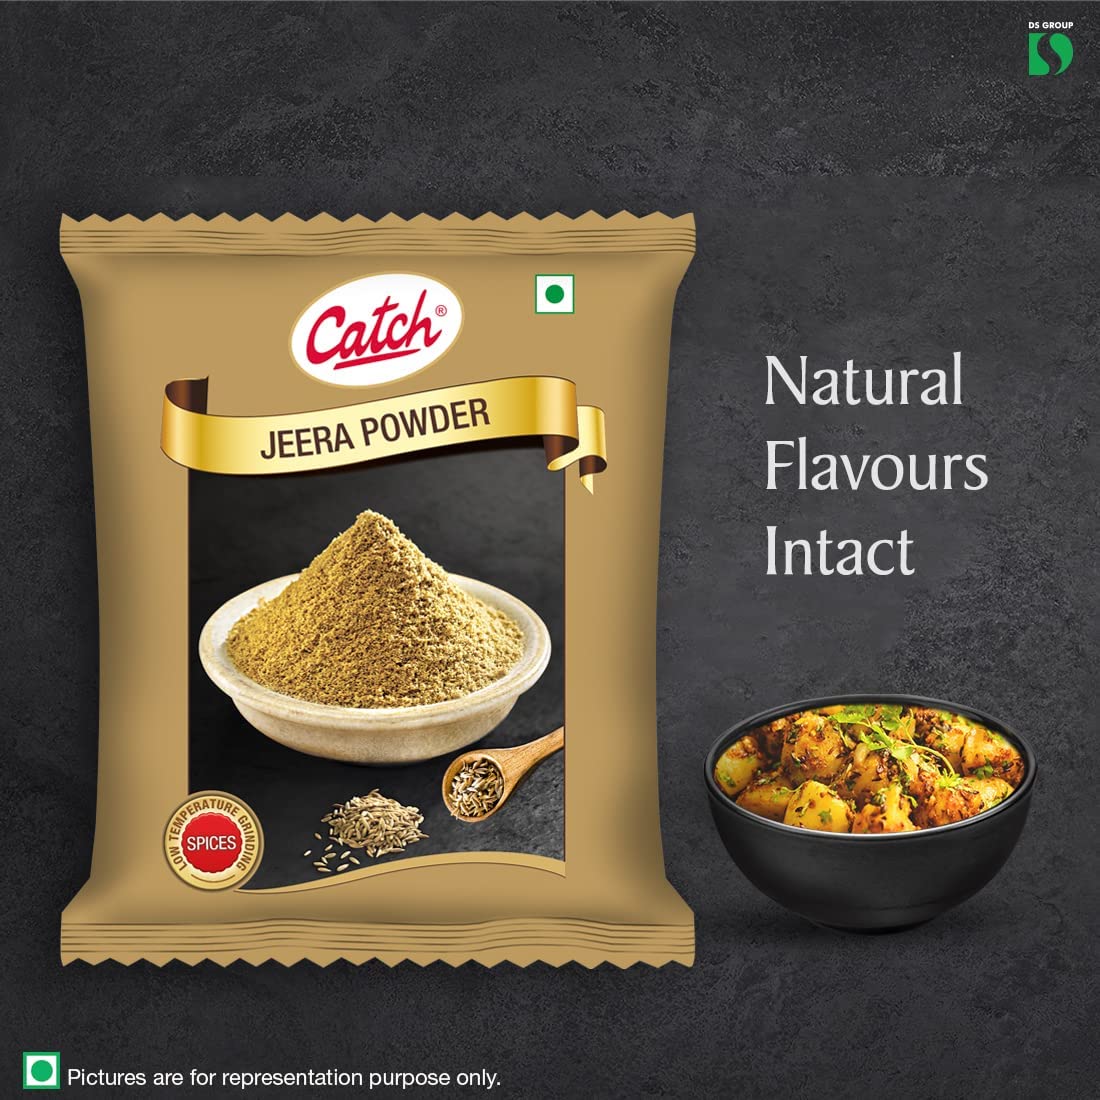 DS GROUP
Catch®
JEERA POWDER
LOW TEMPERATURE GRINDING
SPICES
Natural
Flavours
Intact
Pictures are for representation purpose only.